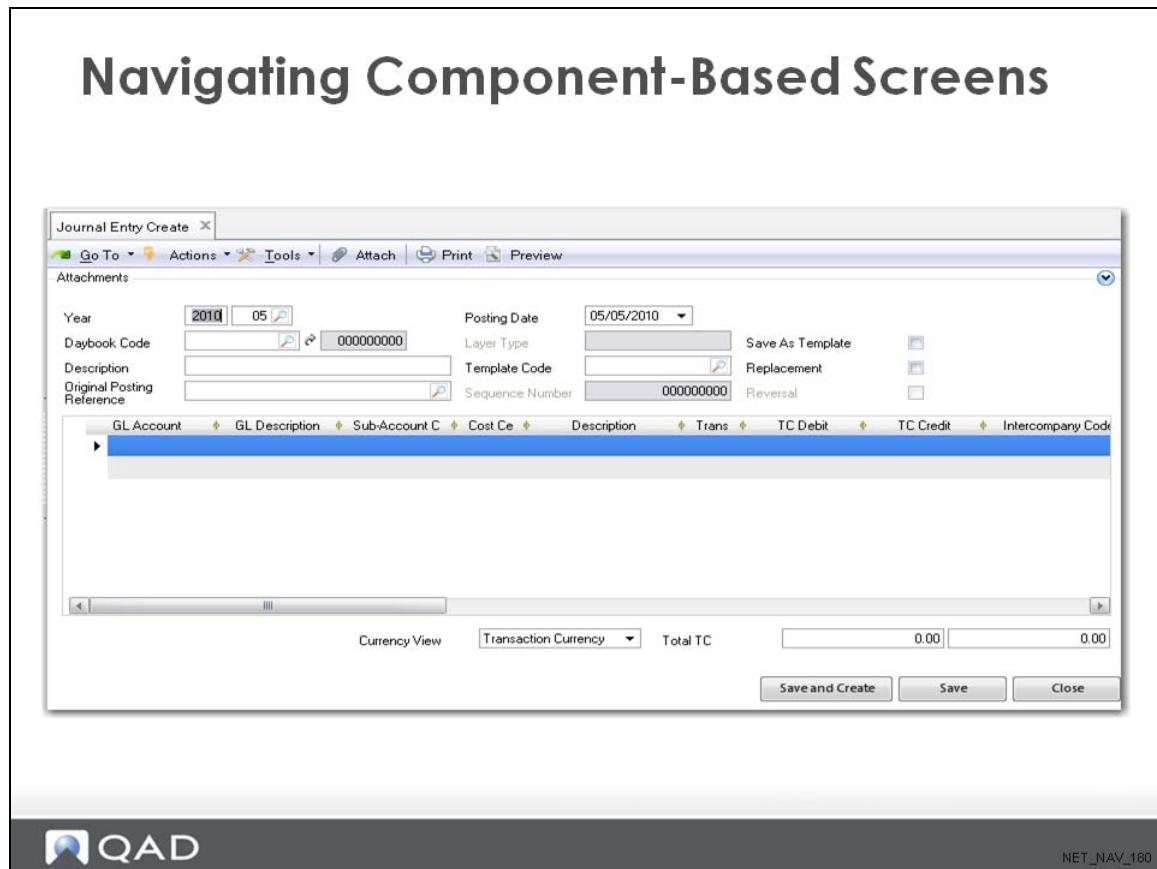 Navigating Component-Based Screens
Journal Entry Create
Go To Actions Tools Attach Print Preview
Attachments
Year 2010 05 Posting Date 05/05/2010
Daybook Code 000000000 Layer Type Save As Template
Description Template Code Replacement
Original Posting Reference Sequence Number 000000000 Reversal
GL Account GL Description Sub-Account C Cost Ce Description Trans TC Debit TC Credit Intercompany Code
Currency View Transaction Currency Total TC 0.00 0.00
Save and Create Save Close
QAD
NET_NAV_180